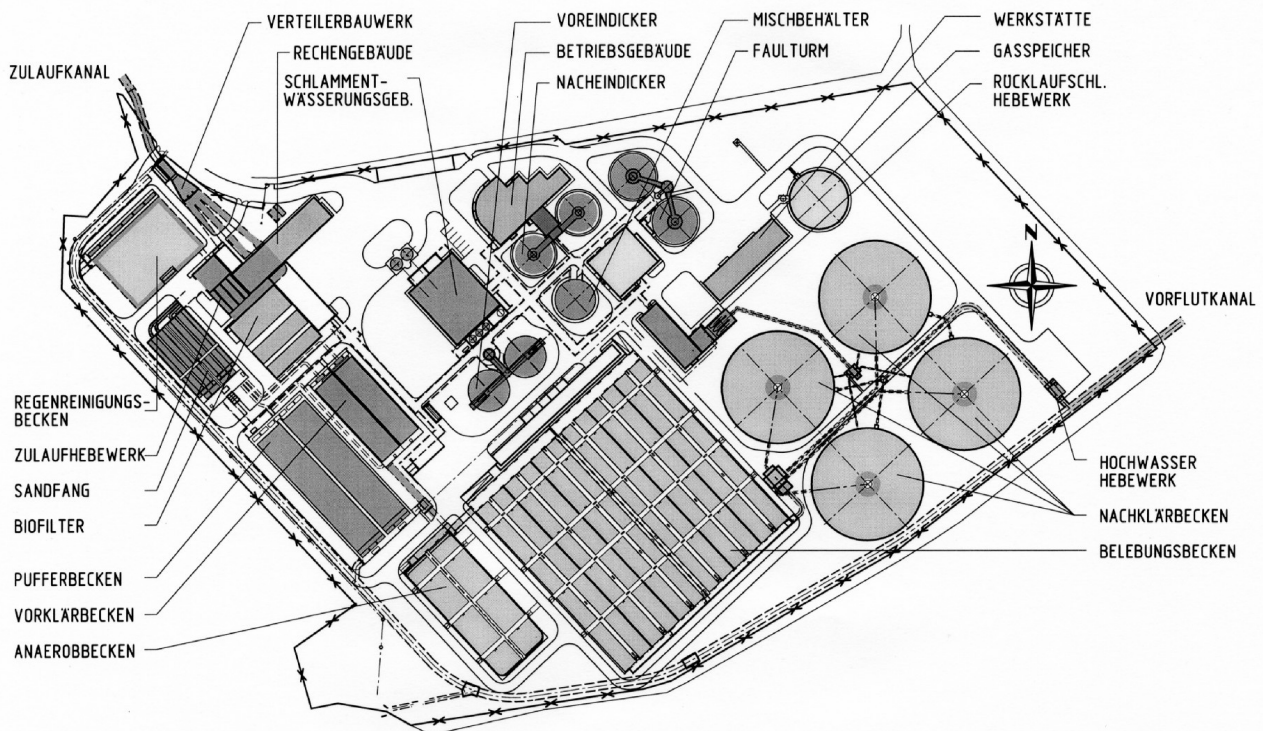 VERTEILERBAUWERK
RECHENGEBÄUDE
ZULAUFKANAL
SCHLAMMENT-
WÄSSERUNGSGEB.
VOREINDICKER
BETRIEBSGEBÄUDE
NACHEINDICKER
MISCHBEHÄLTER
FAULTURM
WERKSTÄTTE
GASSPEICHER
RÜCKLAUFSCHL.
HEBEWERK
N
VORFLUTKANAL
REGENREINIGUNGS-
BECKEN
ZULAUFHEBEWERK
SANDFANG
BIOFILTER
PUFFERBECKEN
VORKLÄRBECKEN
ANAEROBBECKEN
HOCHWASSER
HEBEWERK
NACHKLÄRBECKEN
BELEBUNGSBECKEN